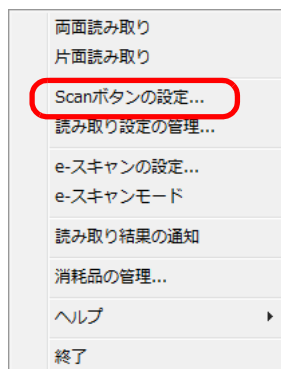 両面読み取り
片面読み取り
Scanボタンの設定...
読み取り設定の管理...
e-スキャンの設定...
e-スキャンモード
読み取り結果の通知
消耗品の管理...
ヘルプ
終了